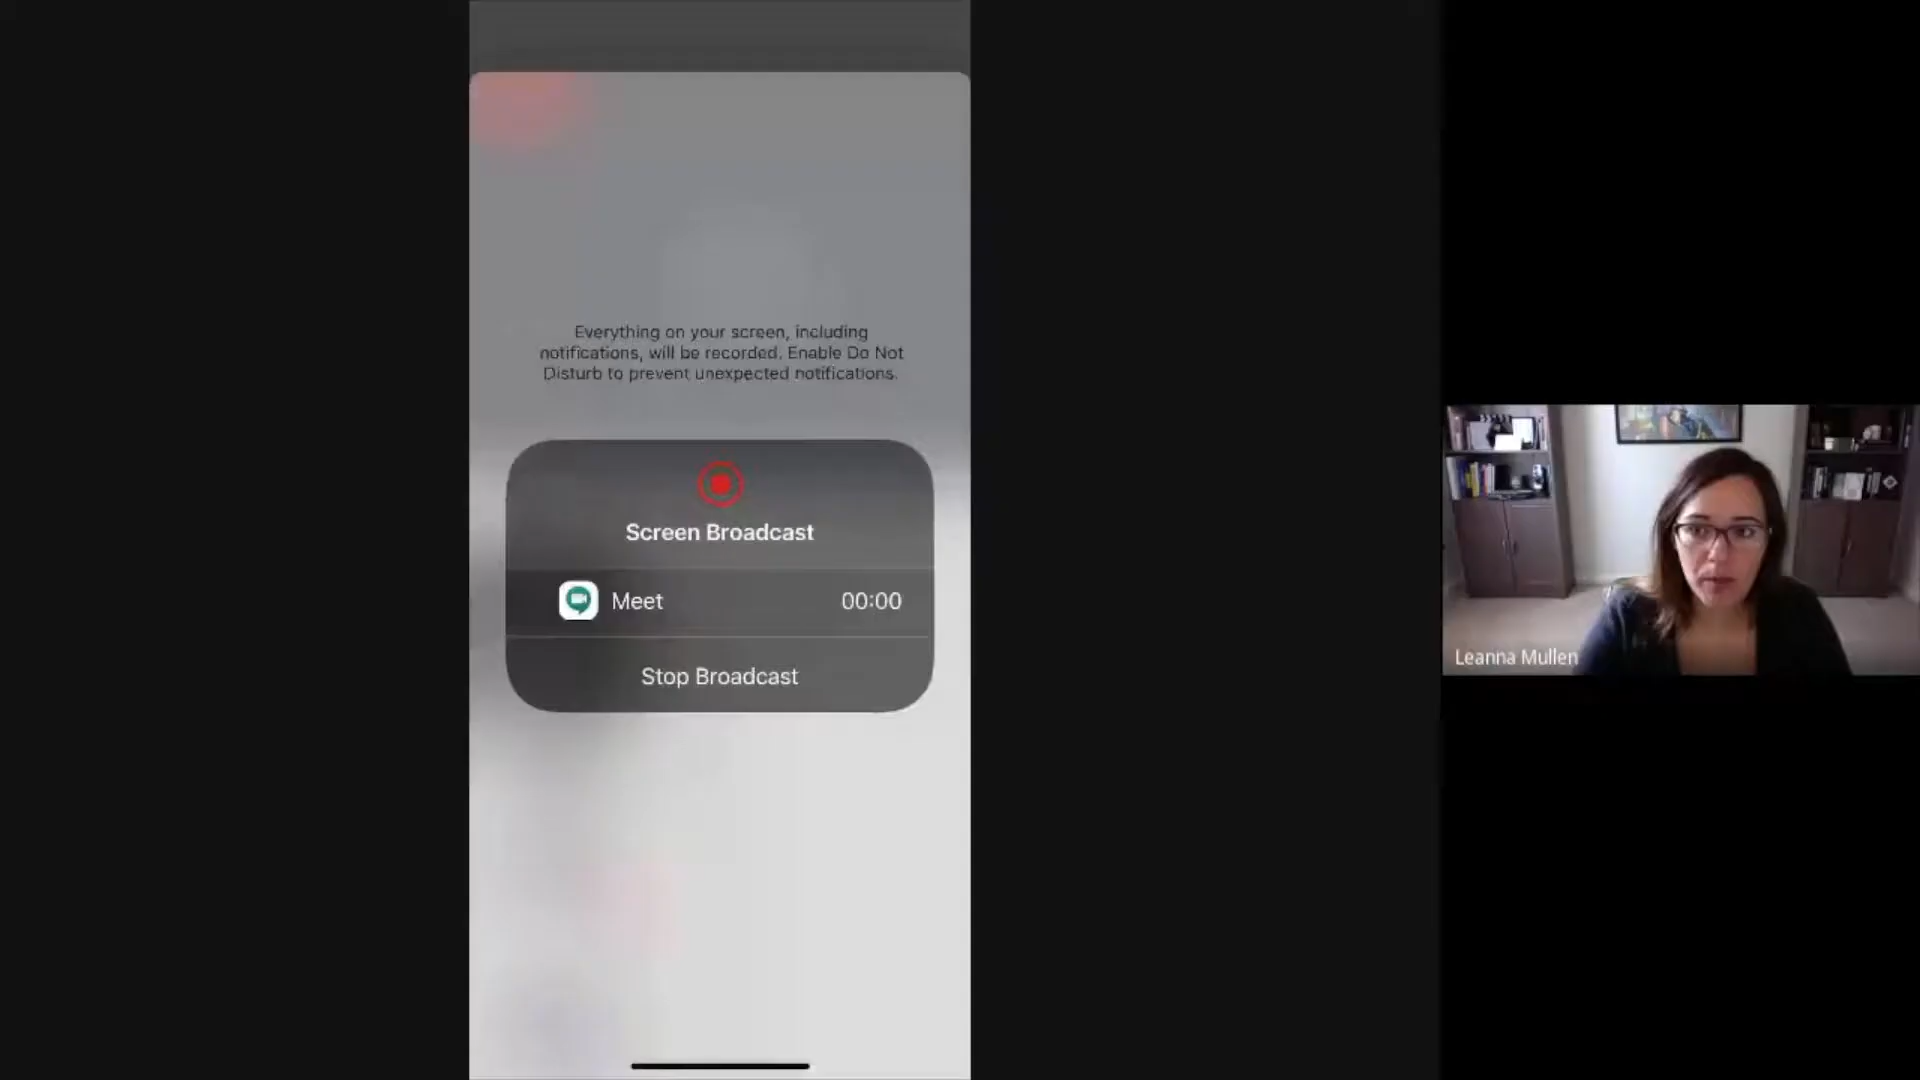 Everything on your screen, including
notifications, will be recorded. Enable Do Not
Disturb to prevent unexpected notifications.
Screen Broadcast
Meet 00:00
Stop Broadcast
Leanna Mullen